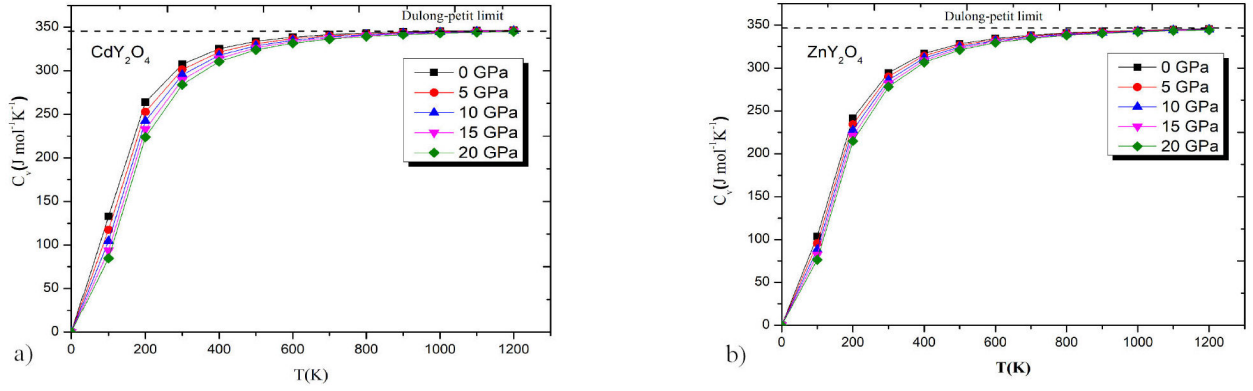 Dulong-petit limit
350
300
250
200
150
100
50
0
C_v(J mol⁻¹K⁻¹)
CdY₂O₄
0 GPa
5 GPa
10 GPa
15 GPa
20 GPa
0 200 400 600 800 1000 1200
T(K)
a)
Dulong-petit limit
350
300
250
200
150
100
50
0
C_v(J mol⁻¹K⁻¹)
ZnY₂O₄
0 GPa
5 GPa
10 GPa
15 GPa
20 GPa
0 200 400 600 800 1000 1200
T(K)
b)